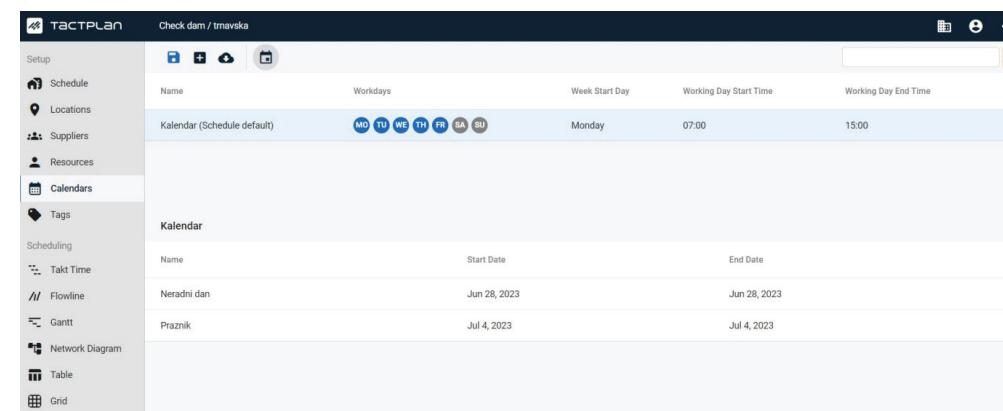 TACTPLAN Check dam / trnavska
Setup
Schedule
Locations
Suppliers
Resources
Calendars
Tags
Scheduling
Takt Time
Flowline
Gantt
Network Diagram
Table
Grid
Name Workdays Week Start Day Working Day Start Time Working Day End Time
Kalendar (Schedule default) MO TU WE TH FR SA SU Monday 07:00 15:00
Kalendar
Name Start Date End Date
Neradni dan Jun 28, 2023 Jun 28, 2023
Praznik Jul 4, 2023 Jul 4, 2023